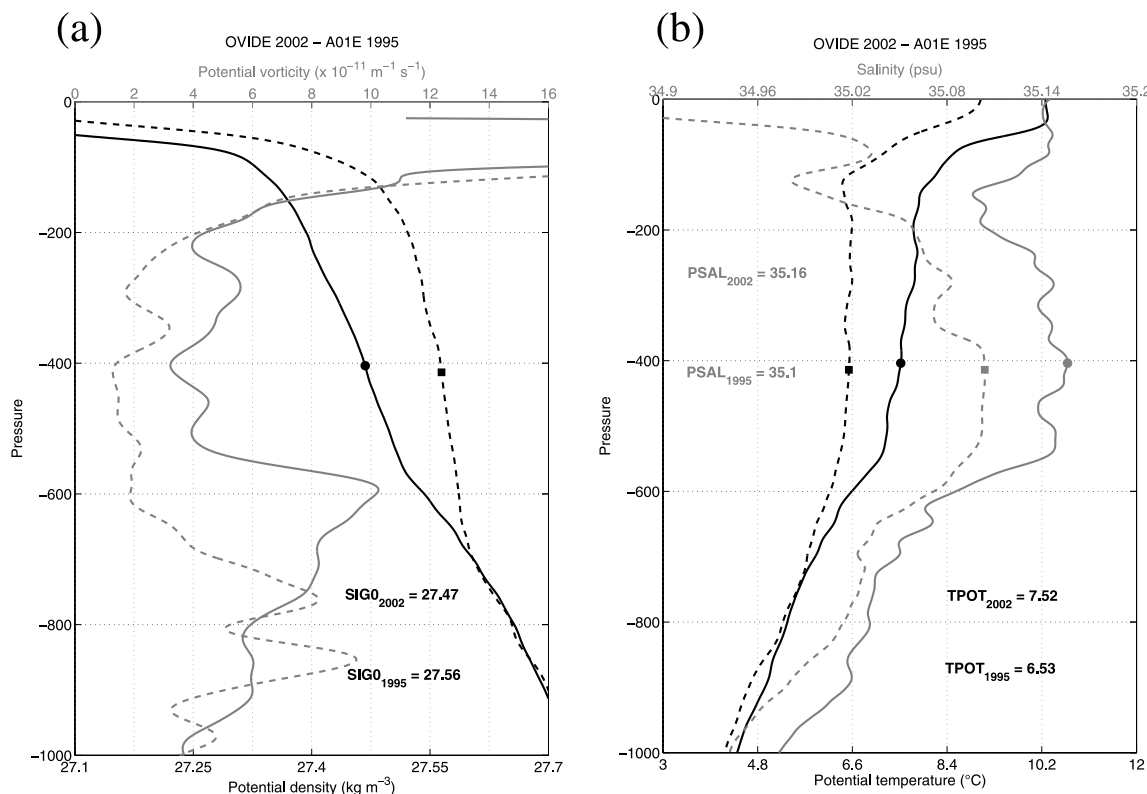 (a)
OVIDE 2002 – A01E 1995
Potential vorticity (x 10⁻¹¹ m⁻¹ s⁻¹)
0 2 4 6 8 10 12 14 16
0
−200
−400
−600
−800
−1000
Pressure
SIG0₂₀₀₂ = 27.47
SIG0₁₉₉₅ = 27.56
27.1 27.25 27.4 27.55 27.7
Potential density (kg m⁻³)
(b)
OVIDE 2002 – A01E 1995
Salinity (psu)
34.9 34.96 35.02 35.08 35.14 35.2
0
−200
−400
−600
−800
−1000
Pressure
PSAL₂₀₀₂ = 35.16
PSAL₁₉₉₅ = 35.1
TPOT₂₀₀₂ = 7.52
TPOT₁₉₉₅ = 6.53
3 4.8 6.6 8.4 10.2 12
Potential temperature (°C)